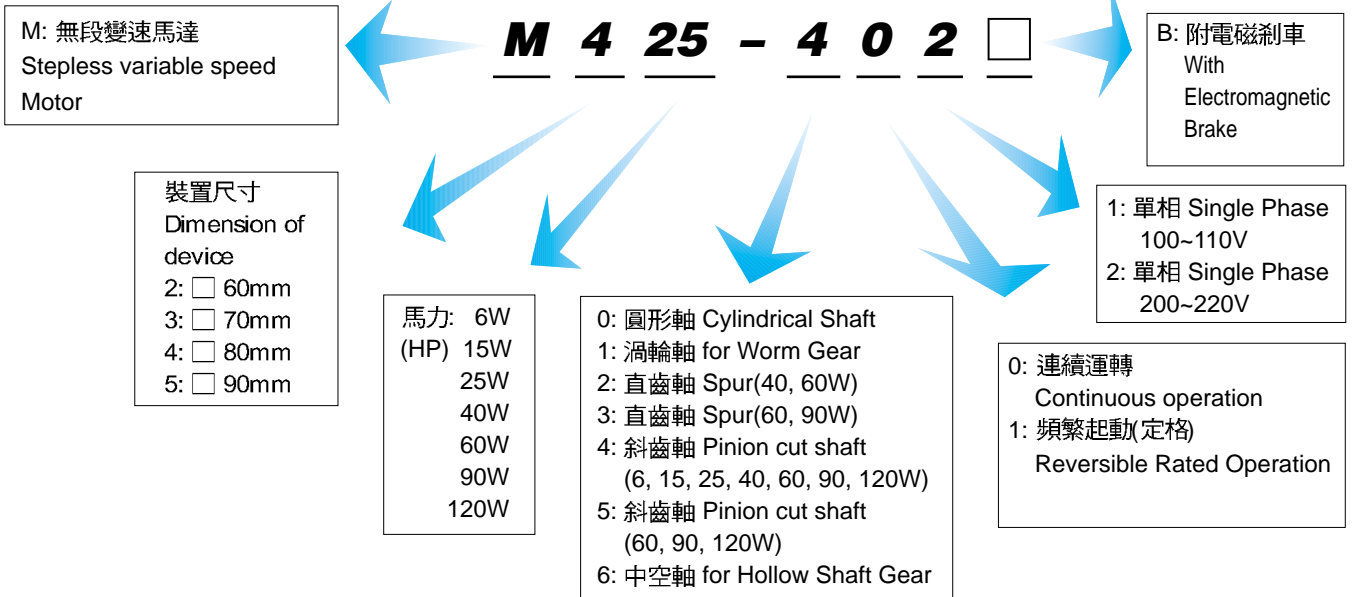 M 4 25 – 4 0 2 □
M: 無段變速馬達
Stepless variable speed
Motor
B: 附電磁剎車
With
Electromagnetic
Brake
裝置尺寸
Dimension of
device
2: □ 60mm
3: □ 70mm
4: □ 80mm
5: □ 90mm
馬力: 6W
(HP) 15W
25W
40W
60W
90W
120W
0: 圓形軸 Cylindrical Shaft
1: 渦輪軸 for Worm Gear
2: 直齒軸 Spur(40, 60W)
3: 直齒軸 Spur(60, 90W)
4: 斜齒軸 Pinion cut shaft
(6, 15, 25, 40, 60, 90, 120W)
5: 斜齒軸 Pinion cut shaft
(60, 90, 120W)
6: 中空軸 for Hollow Shaft Gear
1: 單相 Single Phase
100~110V
2: 單相 Single Phase
200~220V
0: 連續運轉
Continuous operation
1: 頻繁起動(定格)
Reversible Rated Operation